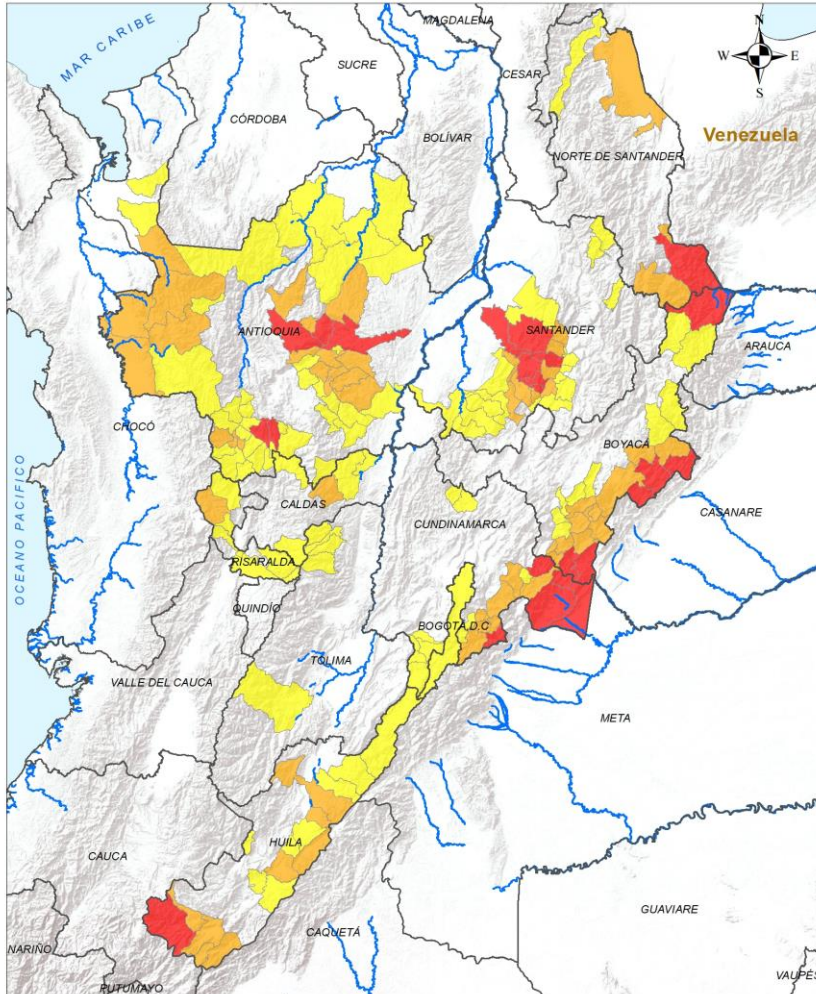 MAGDALENA
MAR CARIBE
SUCRE
CESAR
N
W E
S
CÓRDOBA
BOLÍVAR
Venezuela
NORTE DE SANTANDER
ANTIOQUIA
SANTANDER
ARAUCA
CHOCÓ
BOYACÁ
OCEANO PACIFICO
CALDAS
CUNDINAMARCA
CASANARE
RISARALDA
QUINDÍO
BOGOTÁ, D.C
TOLIMA
VALLE DEL CAUCA
META
HUILA
CAUCA
GUAVIARE
CAQUETÁ
NARIÑO
PUTUMAYO
VAUPÉS